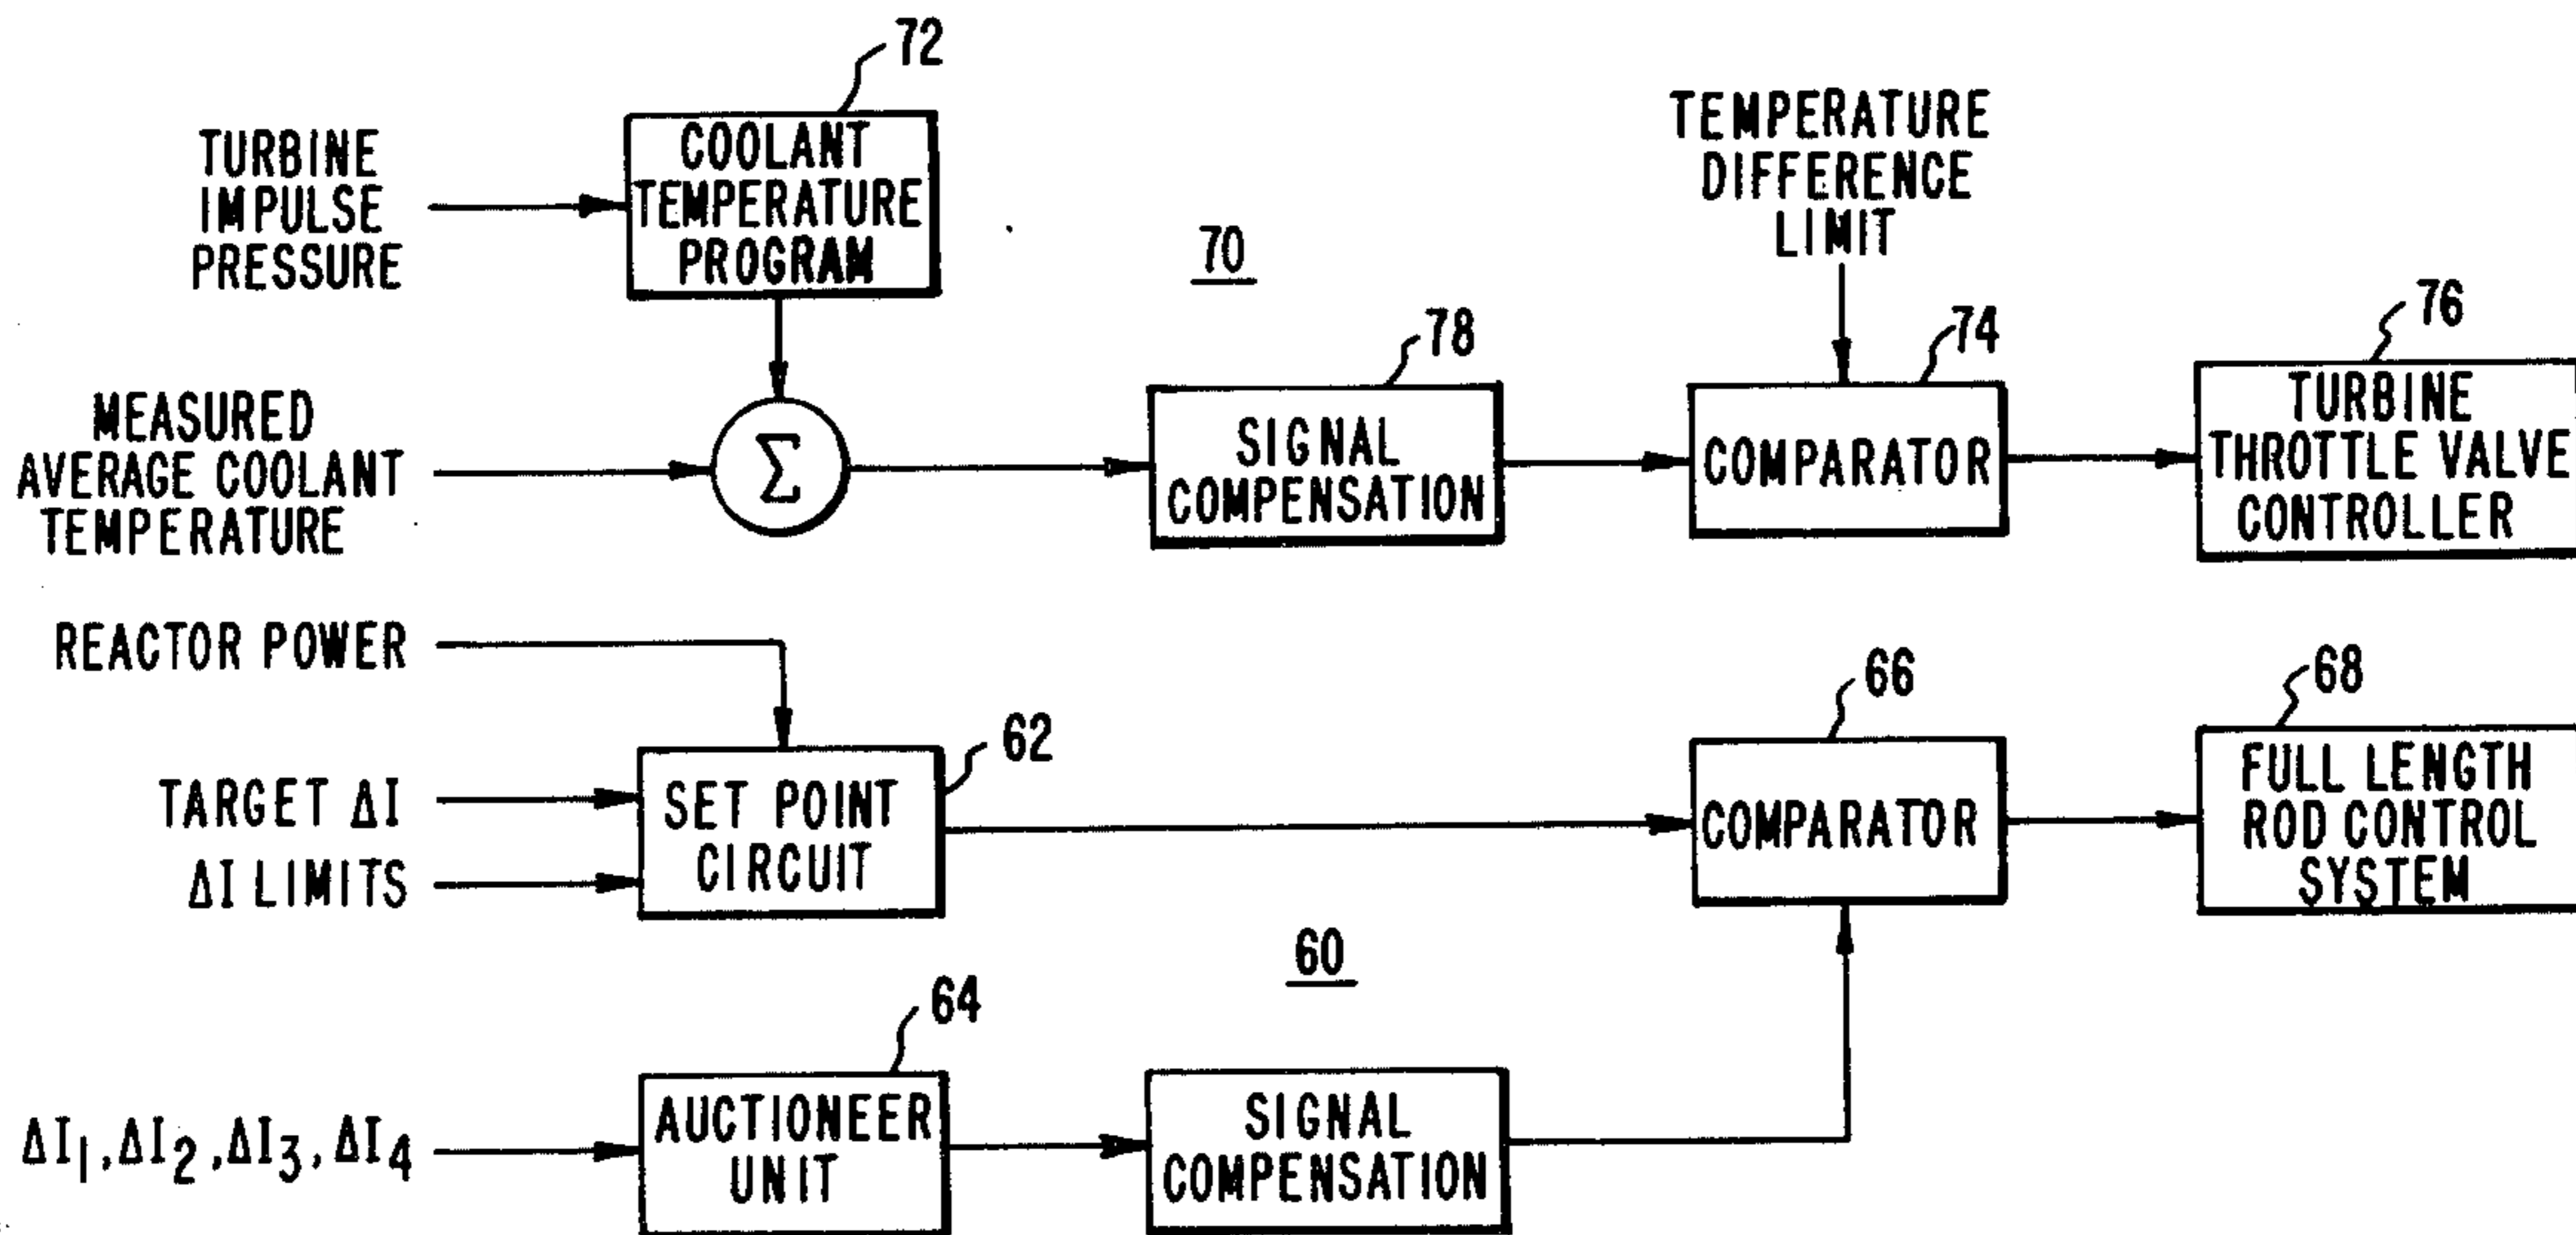 72
TURBINE
IMPULSE
PRESSURE
COOLANT
TEMPERATURE
PROGRAM
70
TEMPERATURE
DIFFERENCE
LIMIT
MEASURED
AVERAGE COOLANT
TEMPERATURE
Σ
78
SIGNAL
COMPENSATION
74
COMPARATOR
76
TURBINE
THROTTLE VALVE
CONTROLLER
REACTOR POWER
TARGET ΔI
ΔI LIMITS
62
SET POINT
CIRCUIT
66
COMPARATOR
68
FULL LENGTH
ROD CONTROL
SYSTEM
60
ΔI₁, ΔI₂, ΔI₃, ΔI₄
64
AUCTIONEER
UNIT
SIGNAL
COMPENSATION